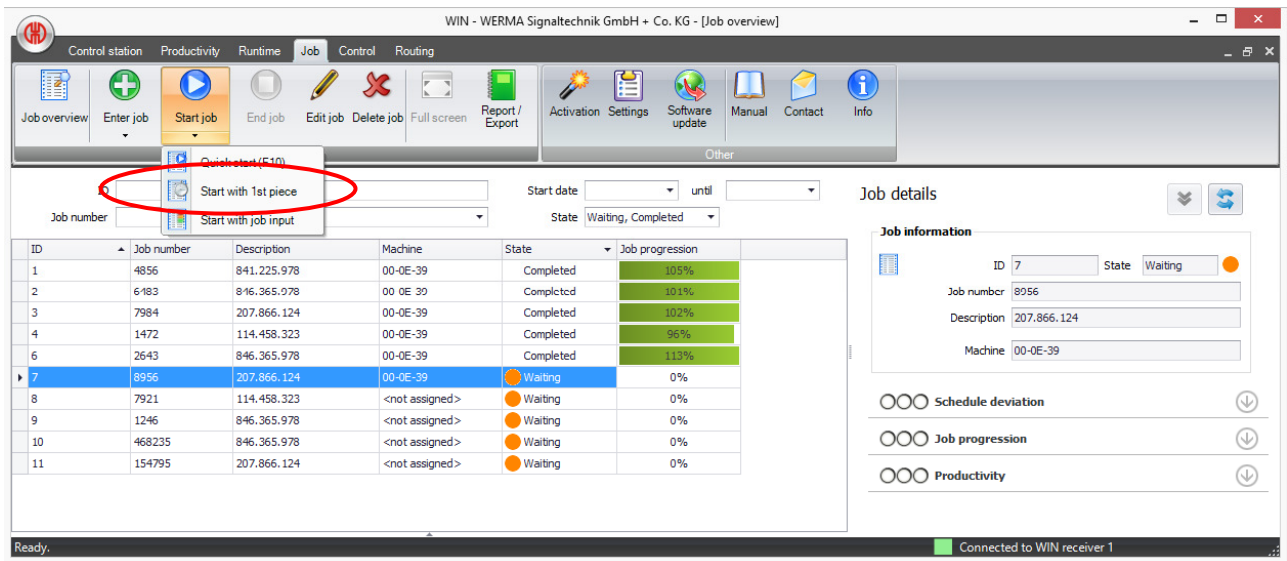 WIN - WERMA Signaltechnik GmbH + Co. KG - [Job overview]
Control station Productivity Runtime Job Control Routing
Job overview Enter job Start job End job Edit job Delete job Full screen Report / Export Activation Settings Software update Manual Contact Info
Other
Quick start (F10)
Start with 1st piece
Start with job input
ID Start date until
Job number State Waiting, Completed
ID Job number Description Machine State Job progression
1 4856 841.225.978 00-0E-39 Completed 105%
2 6483 846.365.978 00-0E-39 Completed 101%
3 7984 207.866.124 00-0E-39 Completed 102%
4 1472 114.458.323 00-0E-39 Completed 96%
6 2643 846.365.978 00-0E-39 Completed 113%
7 8956 207.866.124 00-0E-39 Waiting 0%
8 7921 114.458.323 <not assigned> Waiting 0%
9 1246 846.365.978 <not assigned> Waiting 0%
10 468235 846.365.978 <not assigned> Waiting 0%
11 154795 207.866.124 <not assigned> Waiting 0%
Job details
Job information
ID 7 State Waiting
Job number 8956
Description 207.866.124
Machine 00-0E-39
Schedule deviation
Job progression
Productivity
Ready. Connected to WIN receiver 1